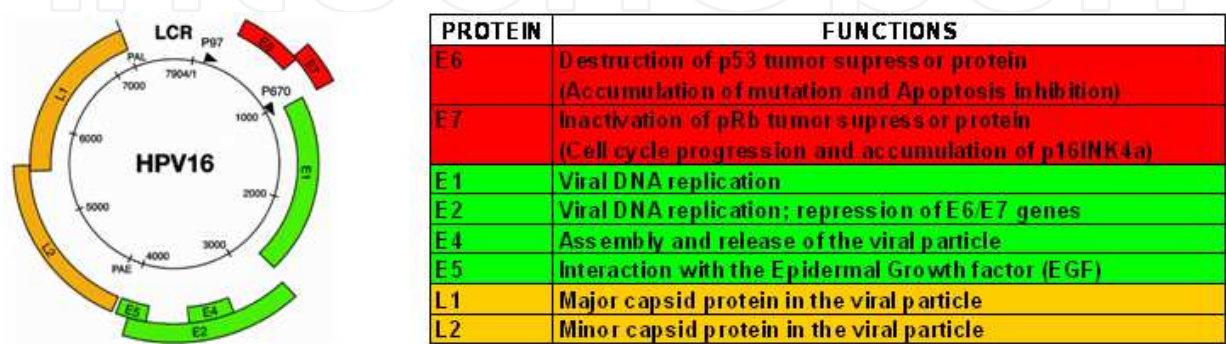 LCR
P97
PAL
7904/1
E6
E7
P670
7000
1000
L1
6000
HPV16
E1
2000
5000
L2
3000
PAE
4000
E5
E4
E2
PROTEIN FUNCTIONS
E6 Destruction of p53 tumor supressor protein
(Accumulation of mutation and Apoptosis inhibition)
E7 Inactivation of pRb tumor supressor protein
(Cell cycle progression and accumulation of p16INK4a)
E1 Viral DNA replication
E2 Viral DNA replication; repression of E6/E7 genes
E4 Assembly and release of the viral particle
E5 Interaction with the Epidermal Growth factor (EGF)
L1 Major capsid protein in the viral particle
L2 Minor capsid protein in the viral particle